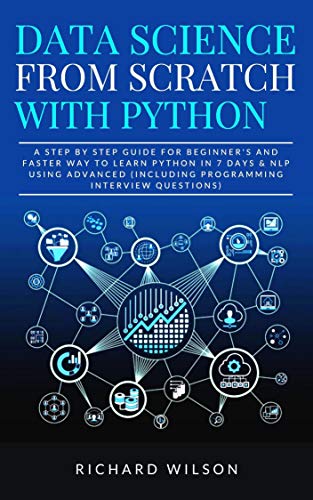 DATA SCIENCE
FROM SCRATCH
WITH PYTHON
A STEP BY STEP GUIDE FOR BEGINNER'S AND
FASTER WAY TO LEARN PYTHON IN 7 DAYS & NLP
USING ADVANCED (INCLUDING PROGRAMMING
INTERVIEW QUESTIONS)
RICHARD WILSON